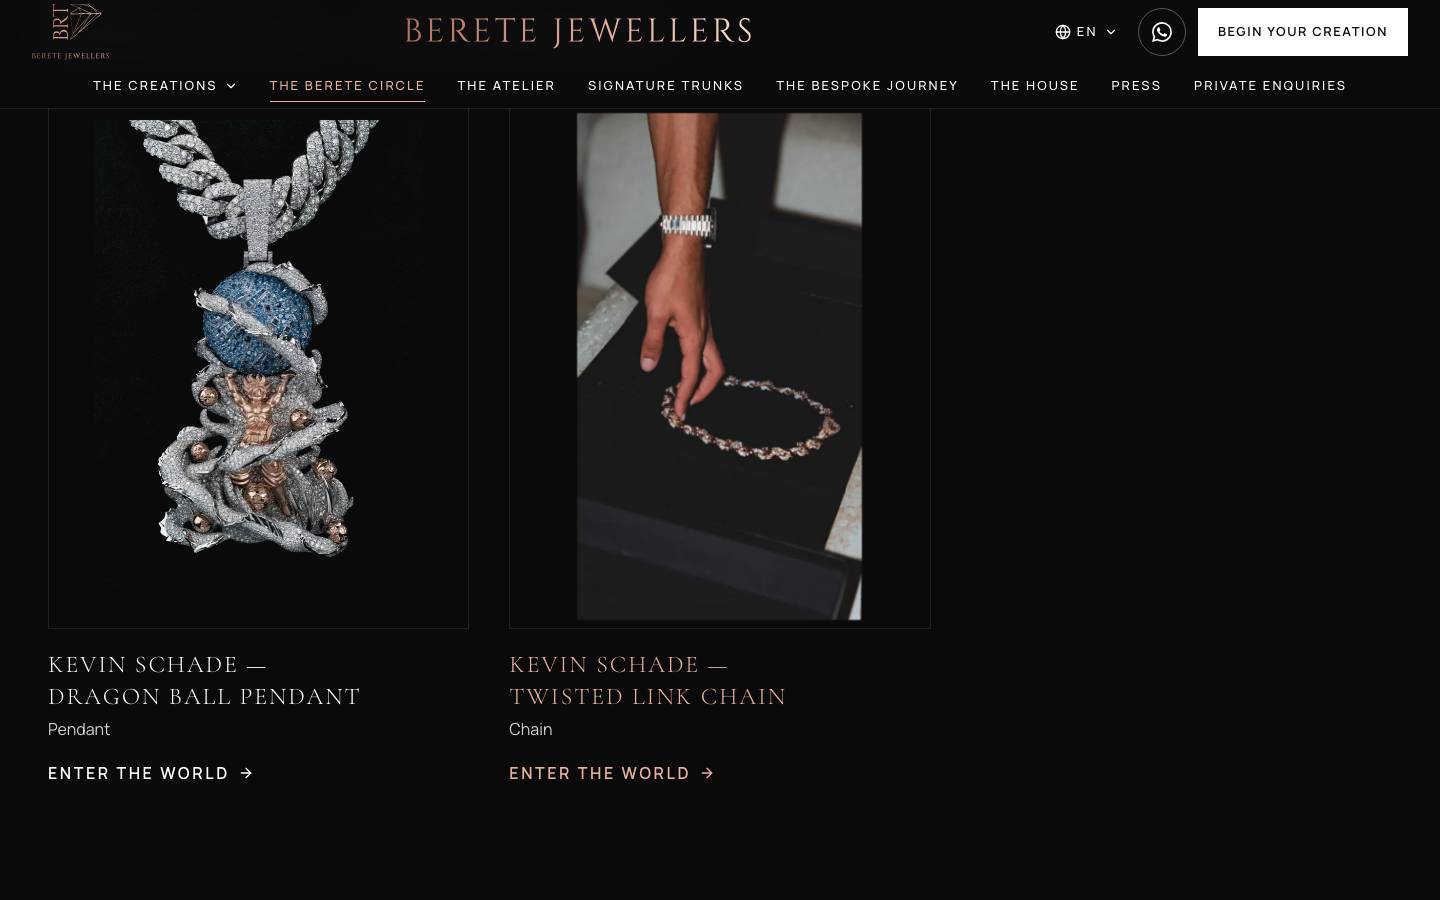 BRT
BERETE JEWELLERS
BERETE JEWELLERS
EN
BEGIN YOUR CREATION
THE CREATIONS
THE BERETE CIRCLE
THE ATELIER
SIGNATURE TRUNKS
THE BESPOKE JOURNEY
THE HOUSE
PRESS
PRIVATE ENQUIRIES
KEVIN SCHADE —
DRAGON BALL PENDANT
Pendant
ENTER THE WORLD →
KEVIN SCHADE —
TWISTED LINK CHAIN
Chain
ENTER THE WORLD →